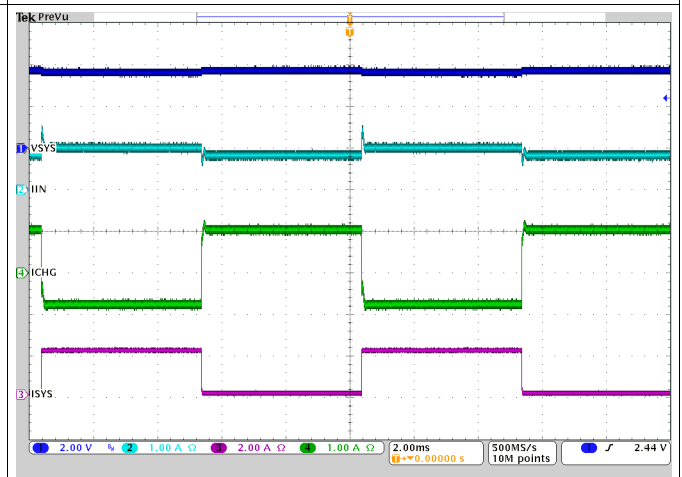 Tek PreVu
T
T
1 VSYS
2 IIN
4 ICHG
3 ISYS
1 2.00 V 2 1.00 A Ω 3 2.00 A Ω 4 1.00 A Ω
2.00ms
T→▼0.00000 s
500MS/s
10M points
1 2.44 V